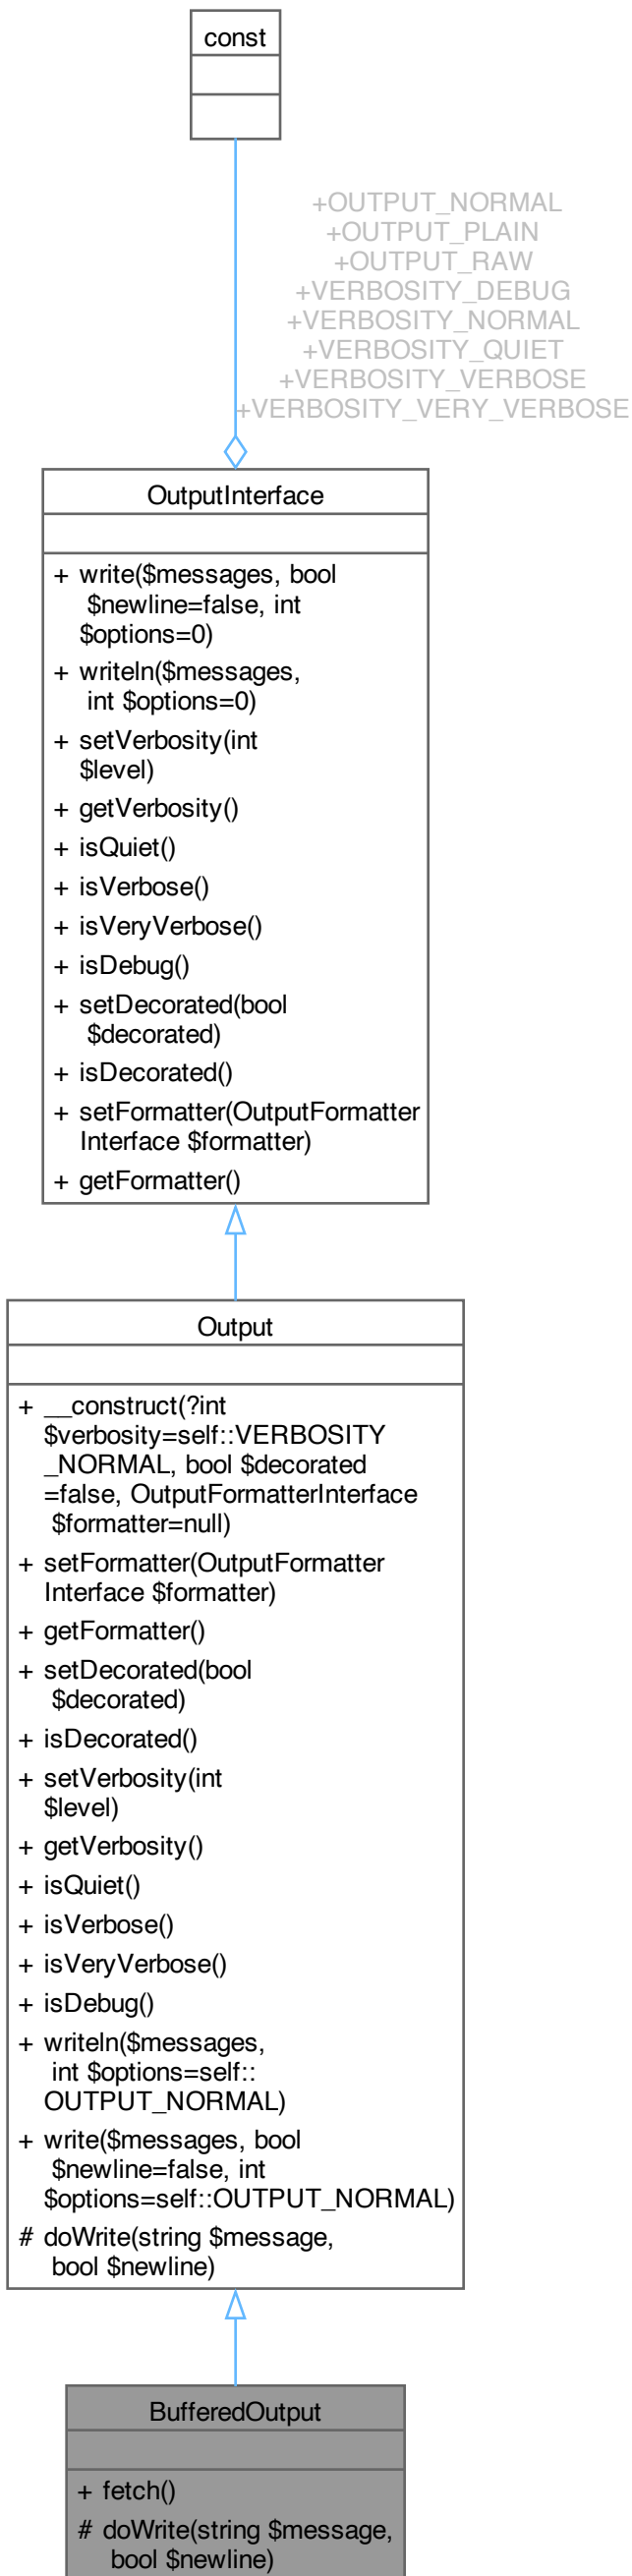 const
+OUTPUT_NORMAL
+OUTPUT_PLAIN
+OUTPUT_RAW
+VERBOSITY_DEBUG
+VERBOSITY_NORMAL
+VERBOSITY_QUIET
+VERBOSITY_VERBOSE
+VERBOSITY_VERY_VERBOSE
OutputInterface
+ write($messages, bool
$newline=false, int
$options=0)
+ writeln($messages,
int $options=0)
+ setVerbosity(int
$level)
+ getVerbosity()
+ isQuiet()
+ isVerbose()
+ isVeryVerbose()
+ isDebug()
+ setDecorated(bool
$decorated)
+ isDecorated()
+ setFormatter(OutputFormatter
Interface $formatter)
+ getFormatter()
Output
+ __construct(?int
$verbosity=self::VERBOSITY
_NORMAL, bool $decorated
=false, OutputFormatterInterface
$formatter=null)
+ setFormatter(OutputFormatter
Interface $formatter)
+ getFormatter()
+ setDecorated(bool
$decorated)
+ isDecorated()
+ setVerbosity(int
$level)
+ getVerbosity()
+ isQuiet()
+ isVerbose()
+ isVeryVerbose()
+ isDebug()
+ writeln($messages,
int $options=self::
OUTPUT_NORMAL)
+ write($messages, bool
$newline=false, int
$options=self::OUTPUT_NORMAL)
# doWrite(string $message,
bool $newline)
BufferedOutput
+ fetch()
# doWrite(string $message,
bool $newline)